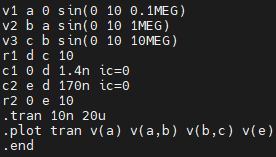 v1 a 0 sin(0 10 0.1MEG)
v2 b a sin(0 10 1MEG)
v3 c b sin(0 10 10MEG)
r1 d c 10
c1 0 d 1.4n ic=0
c2 e d 170n ic=0
r2 0 e 10
.tran 10n 20u
.plot tran v(a) v(a,b) v(b,c) v(e)
.end